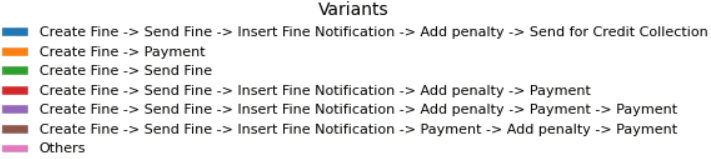 Variants
Create Fine -> Send Fine -> Insert Fine Notification -> Add penalty -> Send for Credit Collection
Create Fine -> Payment
Create Fine -> Send Fine
Create Fine -> Send Fine -> Insert Fine Notification -> Add penalty -> Payment
Create Fine -> Send Fine -> Insert Fine Notification -> Add penalty -> Payment -> Payment
Create Fine -> Send Fine -> Insert Fine Notification -> Payment -> Add penalty -> Payment
Others